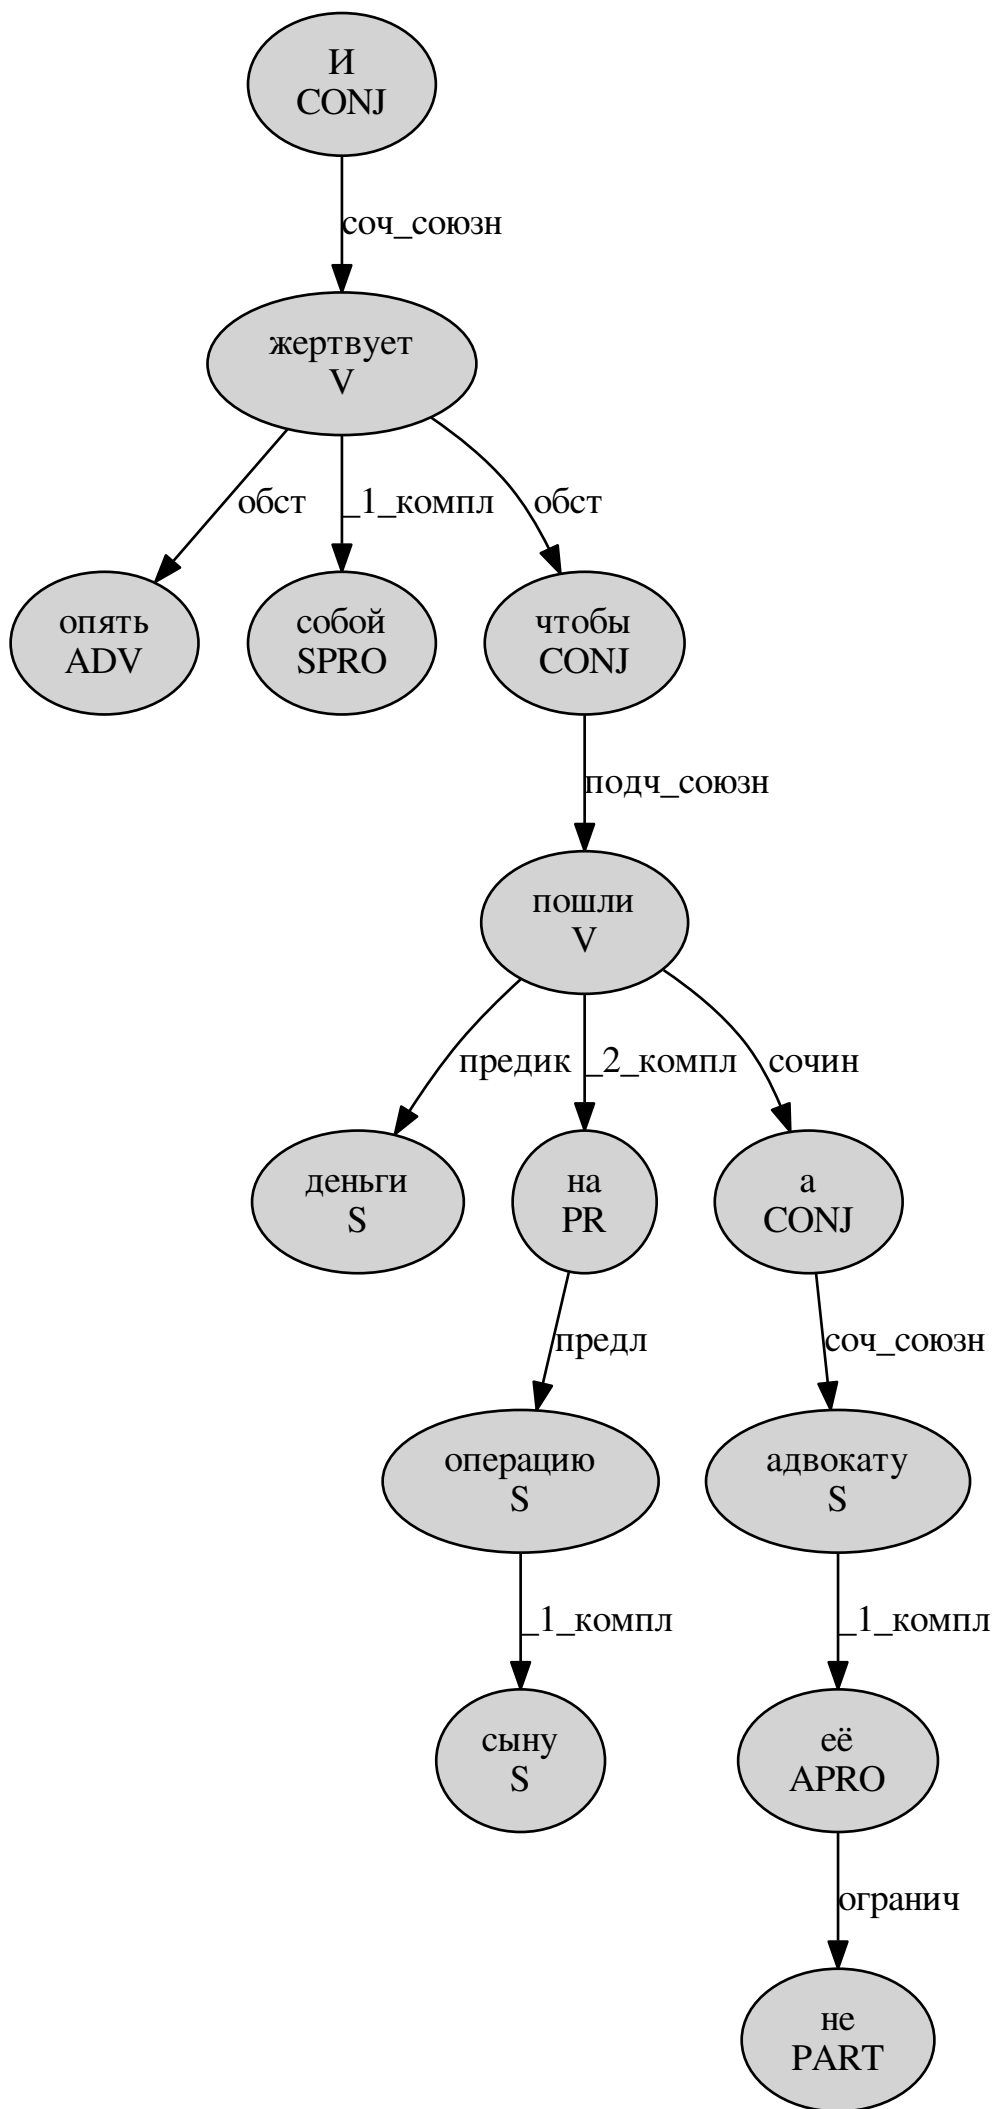 И
CONJ
соч_союзн
жертвует
V
обст
_1_компл
обст
опять
ADV
собой
SPRO
чтобы
CONJ
подч_союзн
пошли
V
предик
_2_компл
сочин
деньги
S
на
PR
а
CONJ
предл
соч_союзн
операцию
S
адвокату
S
_1_компл
_1_компл
сыну
S
её
APRO
огранич
не
PART